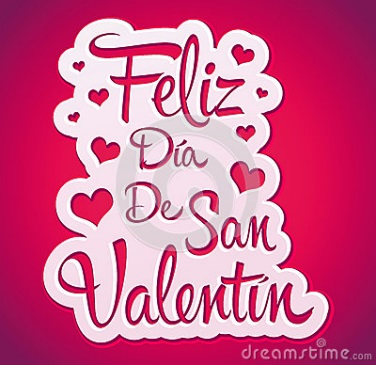 Feliz
Día
De San
Valentín
dreamstime.com